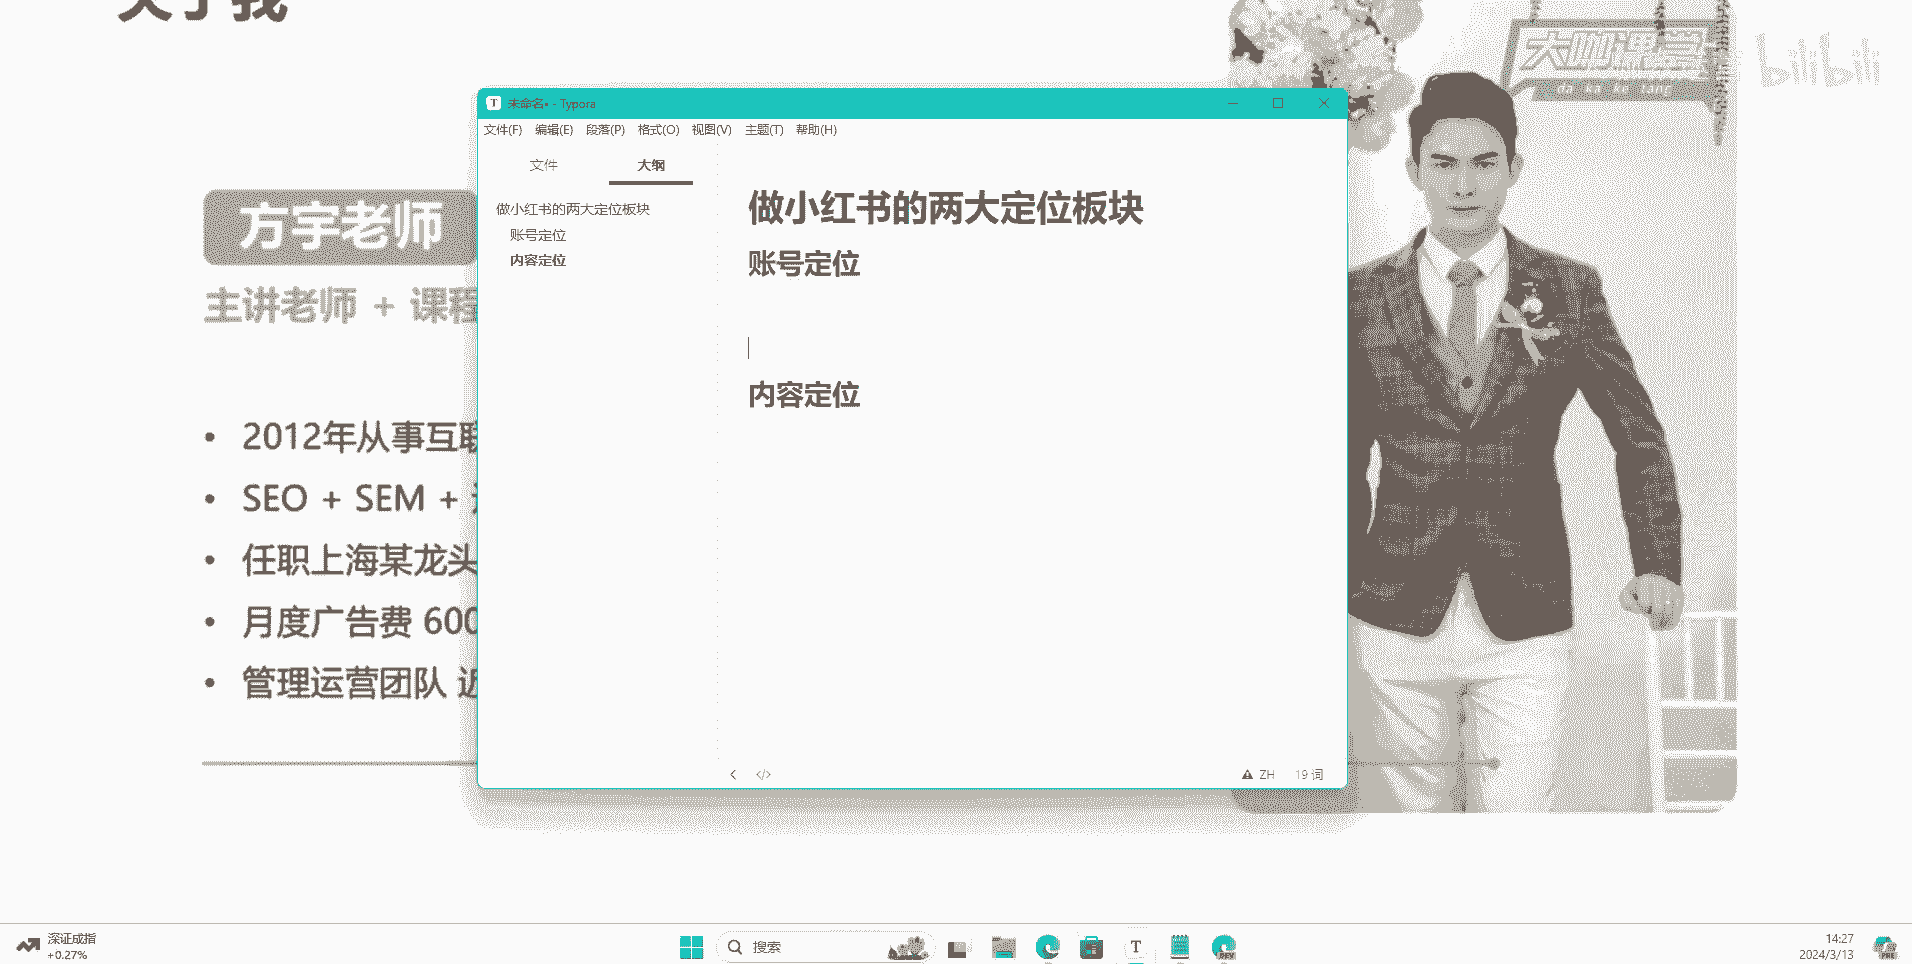 关于我
大咖课堂
da ka ke tang
bilibili
方宇老师
主讲老师 + 课程
2012年从事互联
SEO + SEM +
任职上海某龙头
月度广告费 600
管理运营团队 近
未命名• - Typora
文件(F) 编辑(E) 段落(P) 格式(O) 视图(V) 主题(T) 帮助(H)
文件 大纲
做小红书的两大定位板块
账号定位
内容定位
做小红书的两大定位板块
账号定位
内容定位
ZH 19 词
深证成指
+0.27%
搜索
T
DEV
14:27
2024/3/13
PRE